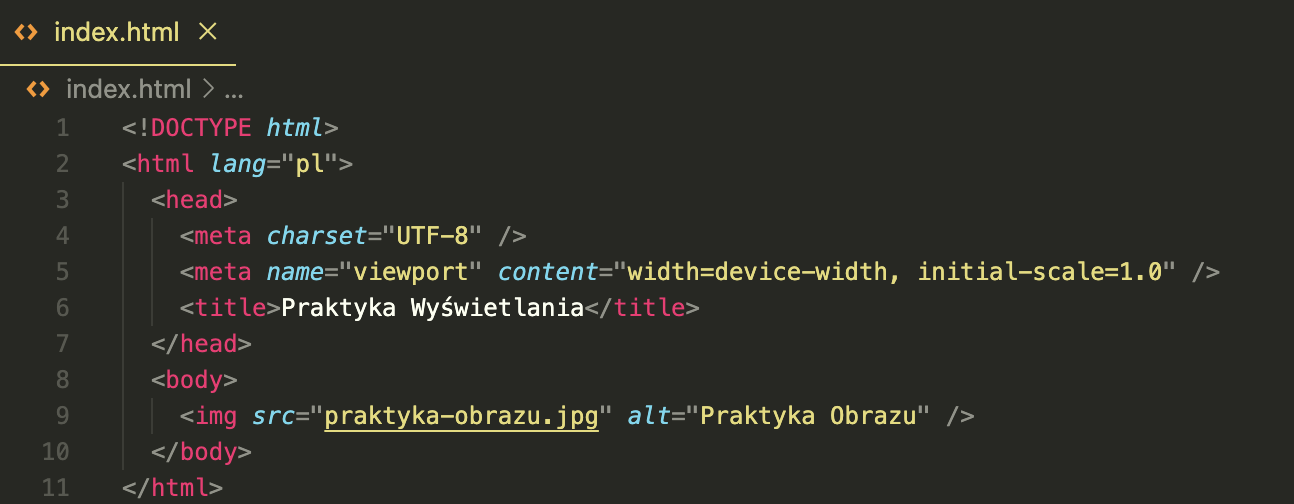 index.html
index.html > ...
1 <!DOCTYPE html>
2 <html lang="pl">
3 <head>
4 <meta charset="UTF-8" />
5 <meta name="viewport" content="width=device-width, initial-scale=1.0" />
6 <title>Praktyka Wyświetlania</title>
7 </head>
8 <body>
9 <img src="praktyka-obrazu.jpg" alt="Praktyka Obrazu" />
10 </body>
11 </html>